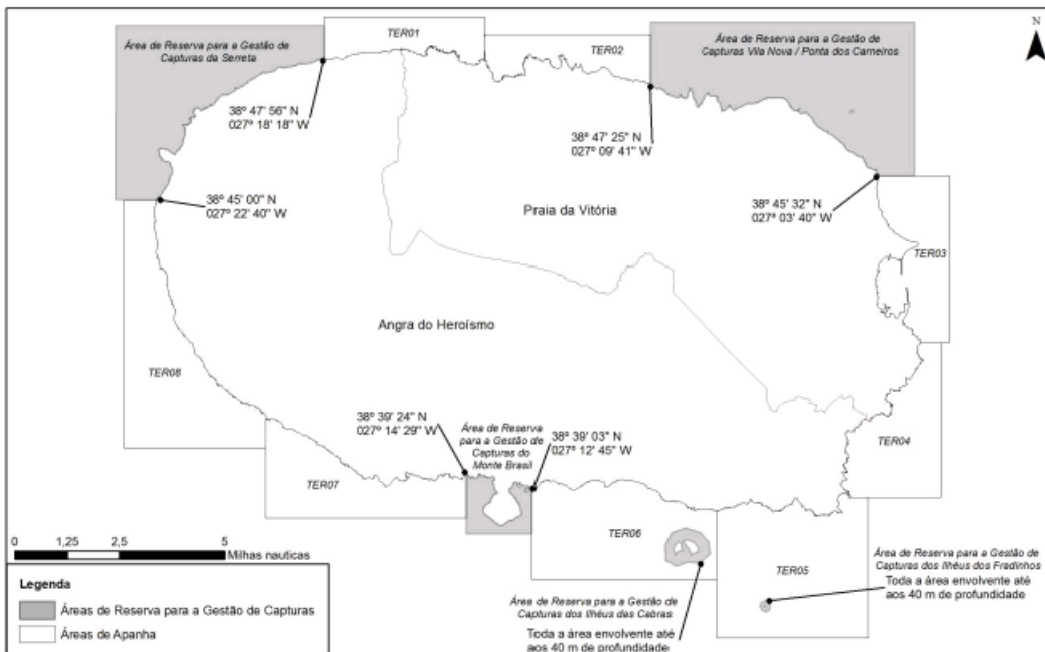 Área de Reserva para a Gestão de
Capturas da Serreta
TER01
TER02
Área de Reserva para a Gestão de
Capturas Vila Nova / Ponta dos Carneiros
N
38º 47' 56" N
027º 18' 18" W
38º 47' 25" N
027º 09' 41" W
38º 45' 00" N
027º 22' 40" W
Praia da Vitória
38º 45' 32" N
027º 03' 40" W
TER03
Angra do Heroísmo
TER08
38º 39' 24" N
027º 14' 29" W
Área de Reserva
para a Gestão de
Capturas do
Monte Brasil
38º 39' 03" N
027º 12' 45" W
TER04
TER07
TER06
0 1,25 2,5 5
Milhas nauticas
Área de Reserva para a Gestão de
Capturas dos Ilhéus dos Fradinhos
TER05
Toda a área envolvente até
aos 40 m de profundidade
Legenda
Áreas de Reserva para a Gestão de Capturas
Áreas de Apanha
Área de Reserva para a Gestão de
Capturas dos Ilhéus das Cabras
Toda a área envolvente até
aos 40 m de profundidade